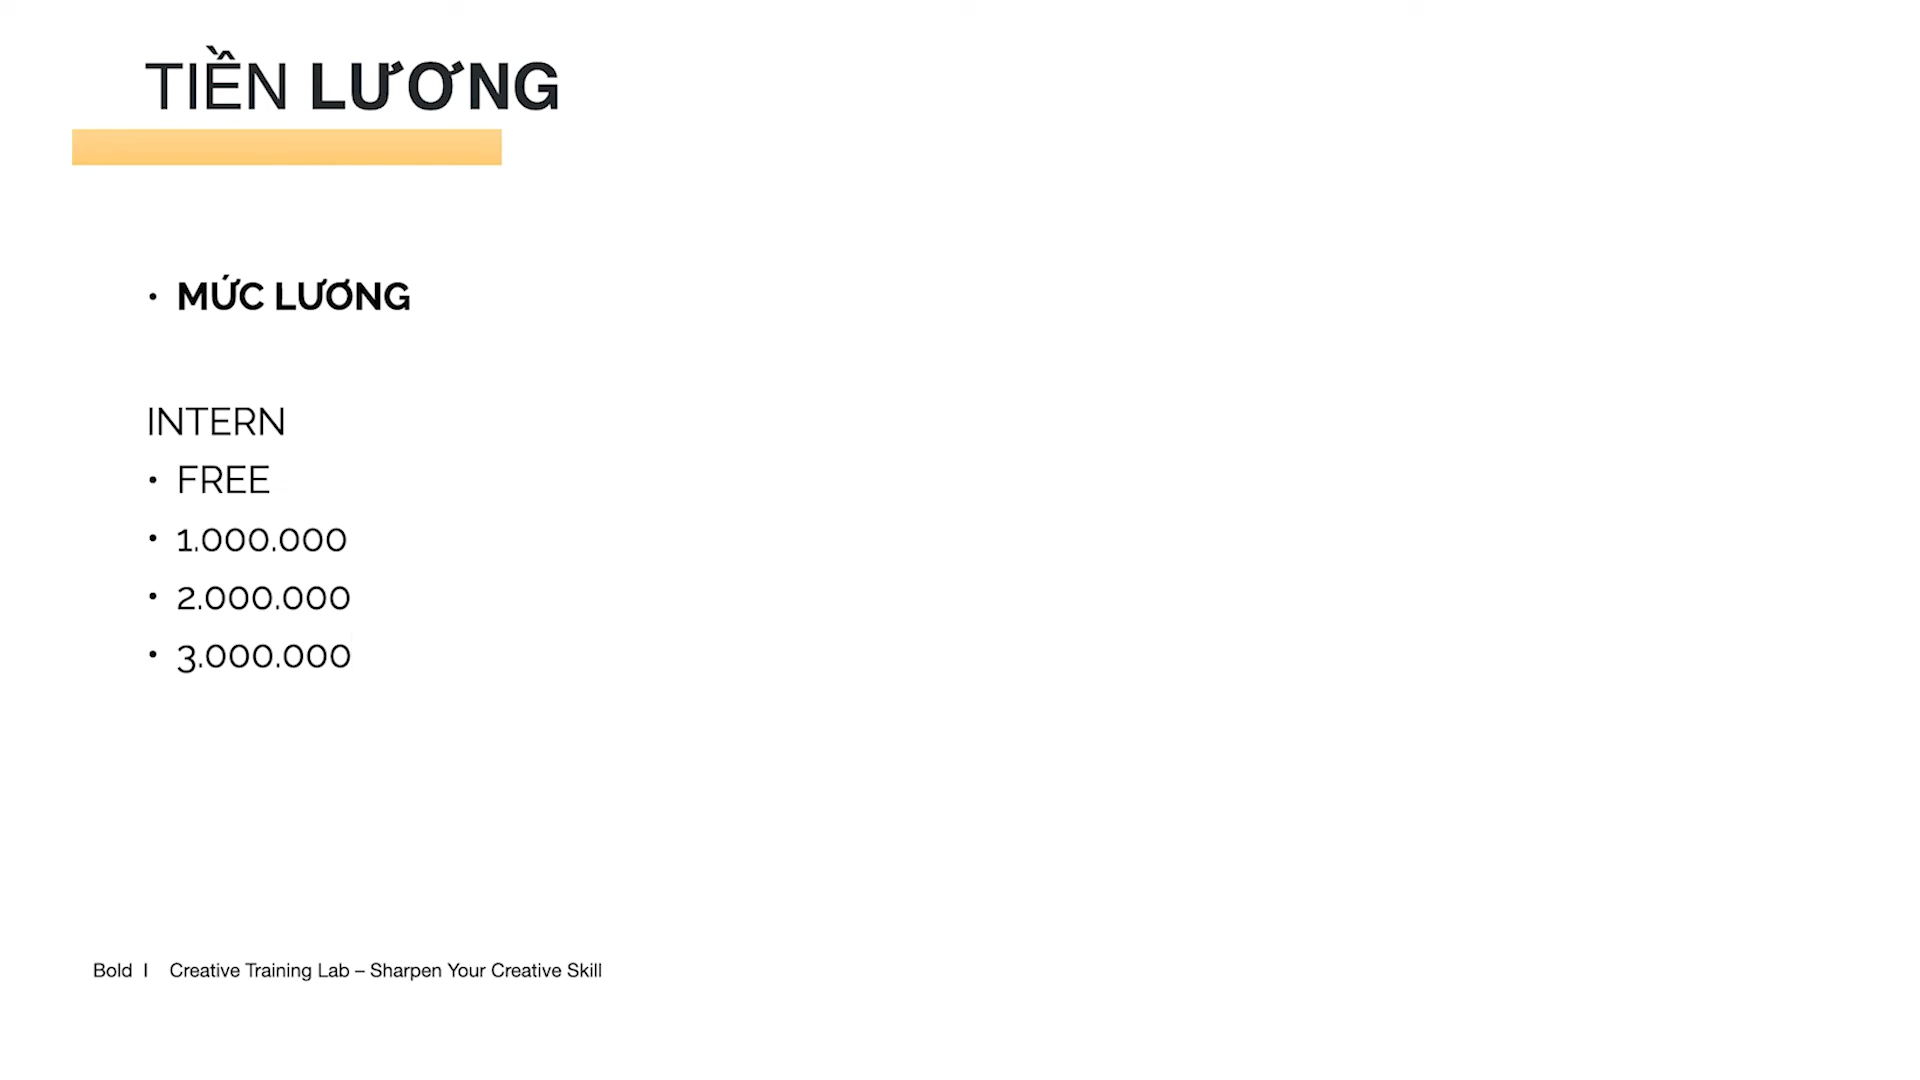 TIỀN LƯƠNG
• MỨC LƯƠNG
INTERN
• FREE
• 1.000.000
• 2.000.000
• 3.000.000
Bold I Creative Training Lab – Sharpen Your Creative Skill